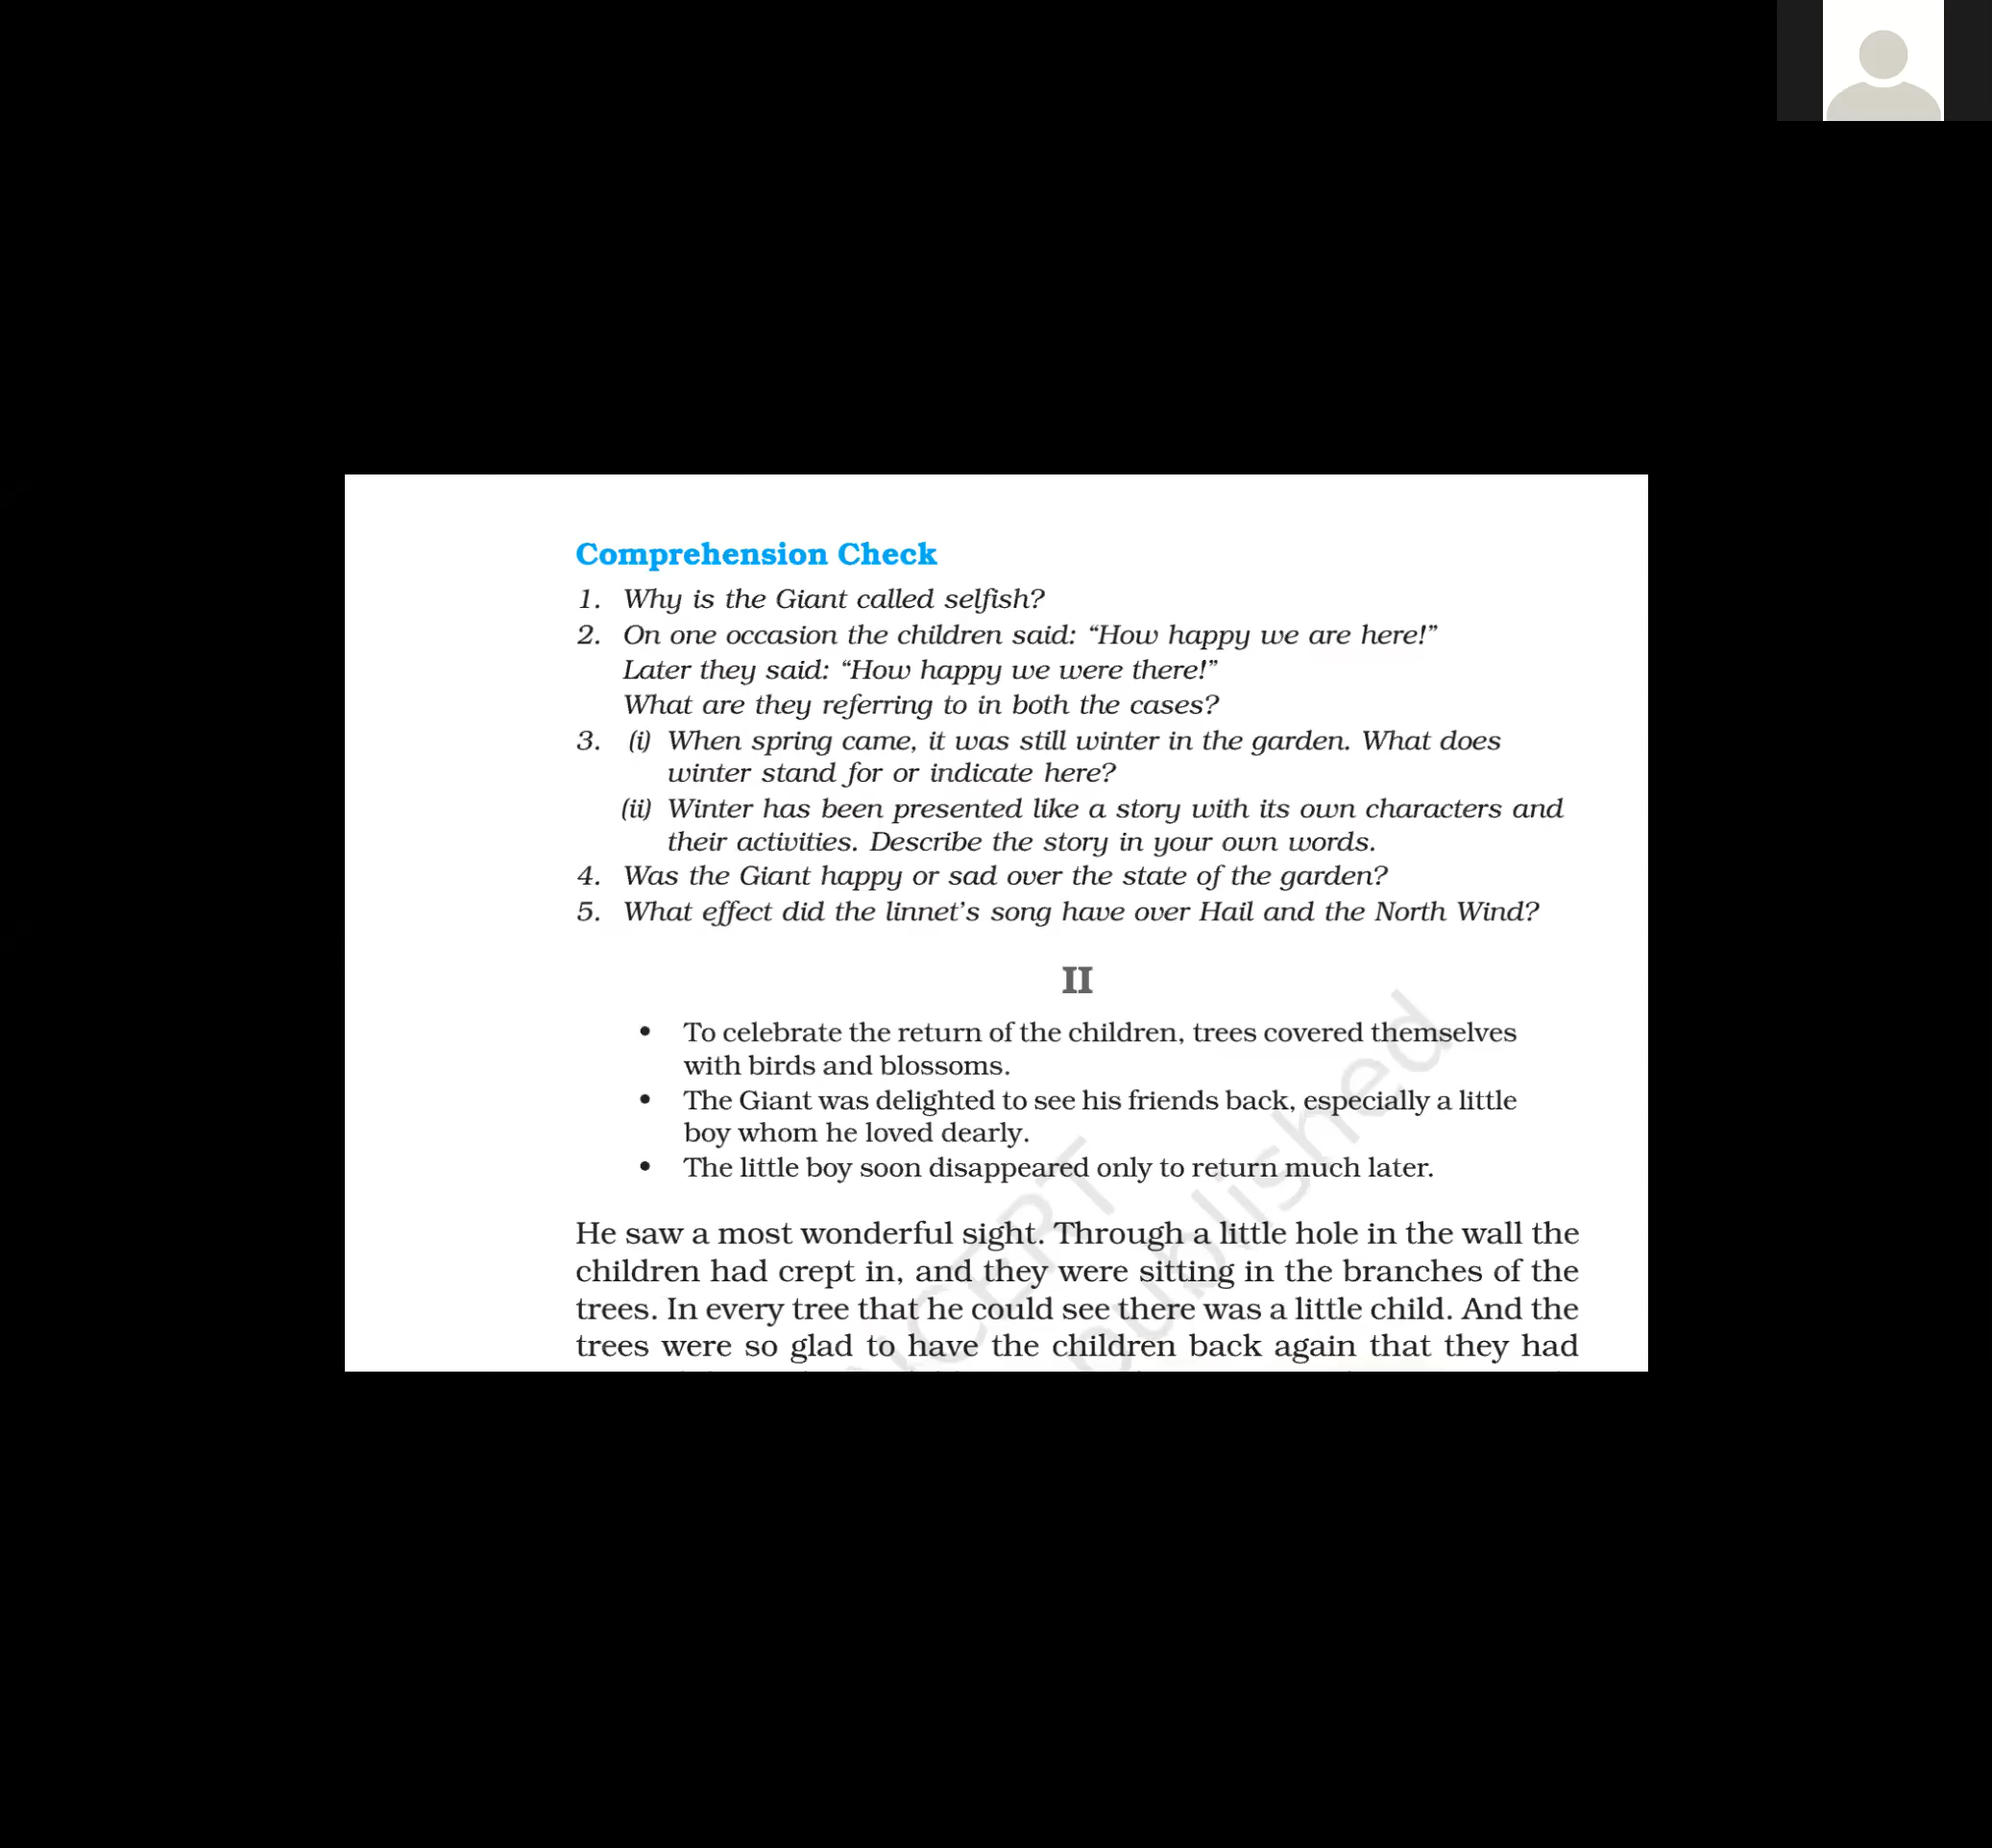 Comprehension Check
1. Why is the Giant called selfish?
2. On one occasion the children said: “How happy we are here!”
Later they said: “How happy we were there!”
What are they referring to in both the cases?
3. (i) When spring came, it was still winter in the garden. What does
winter stand for or indicate here?
(ii) Winter has been presented like a story with its own characters and
their activities. Describe the story in your own words.
4. Was the Giant happy or sad over the state of the garden?
5. What effect did the linnet’s song have over Hail and the North Wind?
II
• To celebrate the return of the children, trees covered themselves
with birds and blossoms.
• The Giant was delighted to see his friends back, especially a little
boy whom he loved dearly.
• The little boy soon disappeared only to return much later.
He saw a most wonderful sight. Through a little hole in the wall the
children had crept in, and they were sitting in the branches of the
trees. In every tree that he could see there was a little child. And the
trees were so glad to have the children back again that they had
NCERT
published